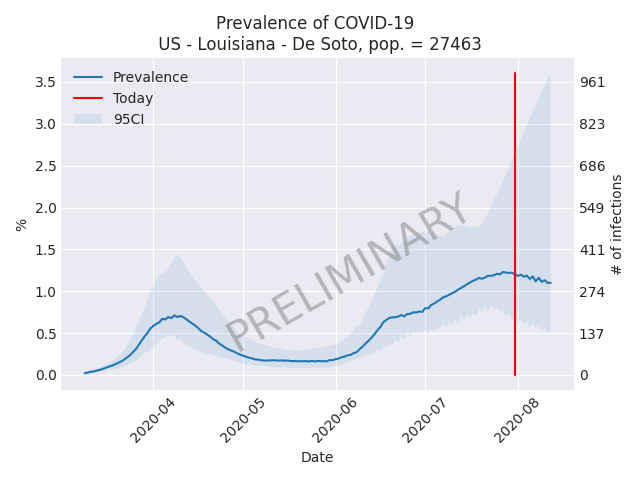 Prevalence of COVID-19
US - Louisiana - De Soto, pop. = 27463
Prevalence
Today
95CI
PRELIMINARY
%
3.5
3.0
2.5
2.0
1.5
1.0
0.5
0.0
961
823
686
549
411
274
137
0
# of infections
2020-04
2020-05
2020-06
2020-07
2020-08
Date